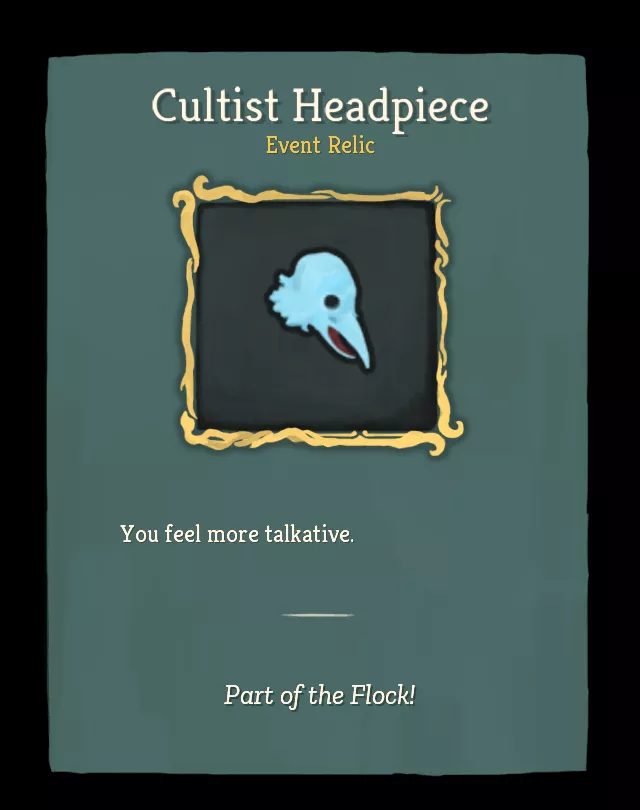 Cultist Headpiece
Event Relic
You feel more talkative.
Part of the Flock!